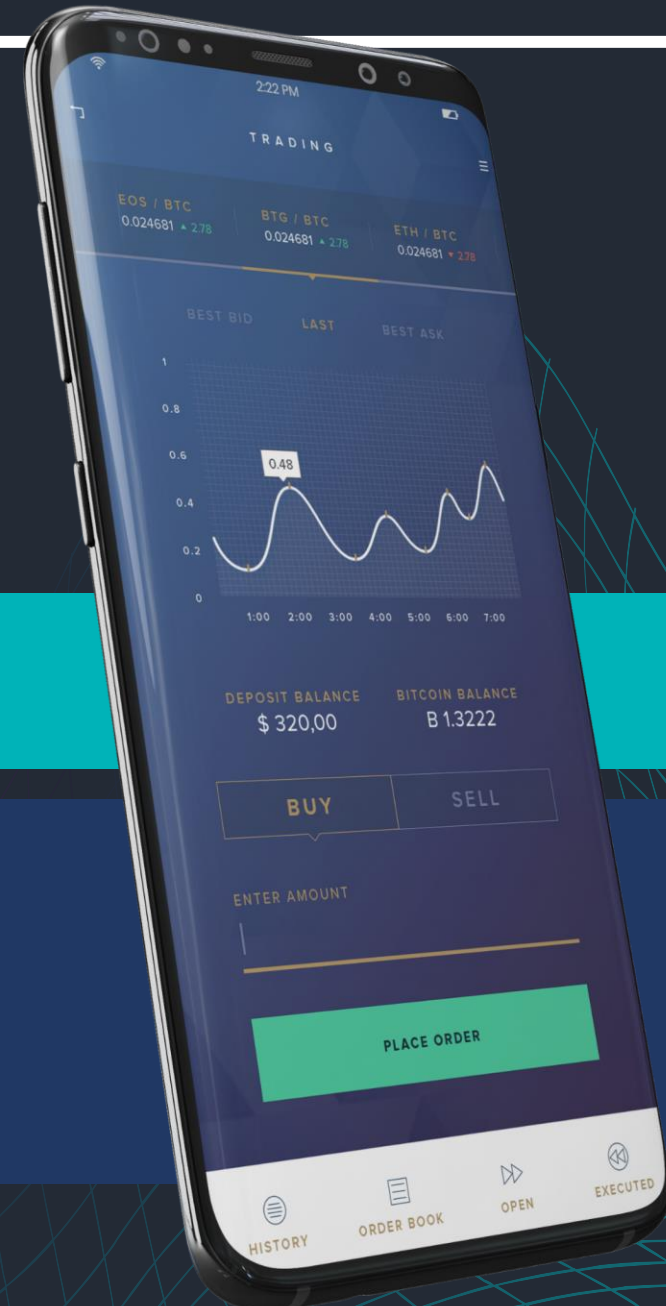 2:22 PM
TRADING
EOS / BTC
0.024681 ▲ 2.78
BTG / BTC
0.024681 ▲ 2.78
ETH / BTC
0.024681 ▼ 2.78
BEST BID LAST BEST ASK
1
0.8
0.6
0.48
0.4
0.2
0
1:00 2:00 3:00 4:00 5:00 6:00 7:00
DEPOSIT BALANCE
$ 320,00
BITCOIN BALANCE
B 1.3222
BUY SELL
ENTER AMOUNT
PLACE ORDER
HISTORY ORDER BOOK OPEN EXECUTED